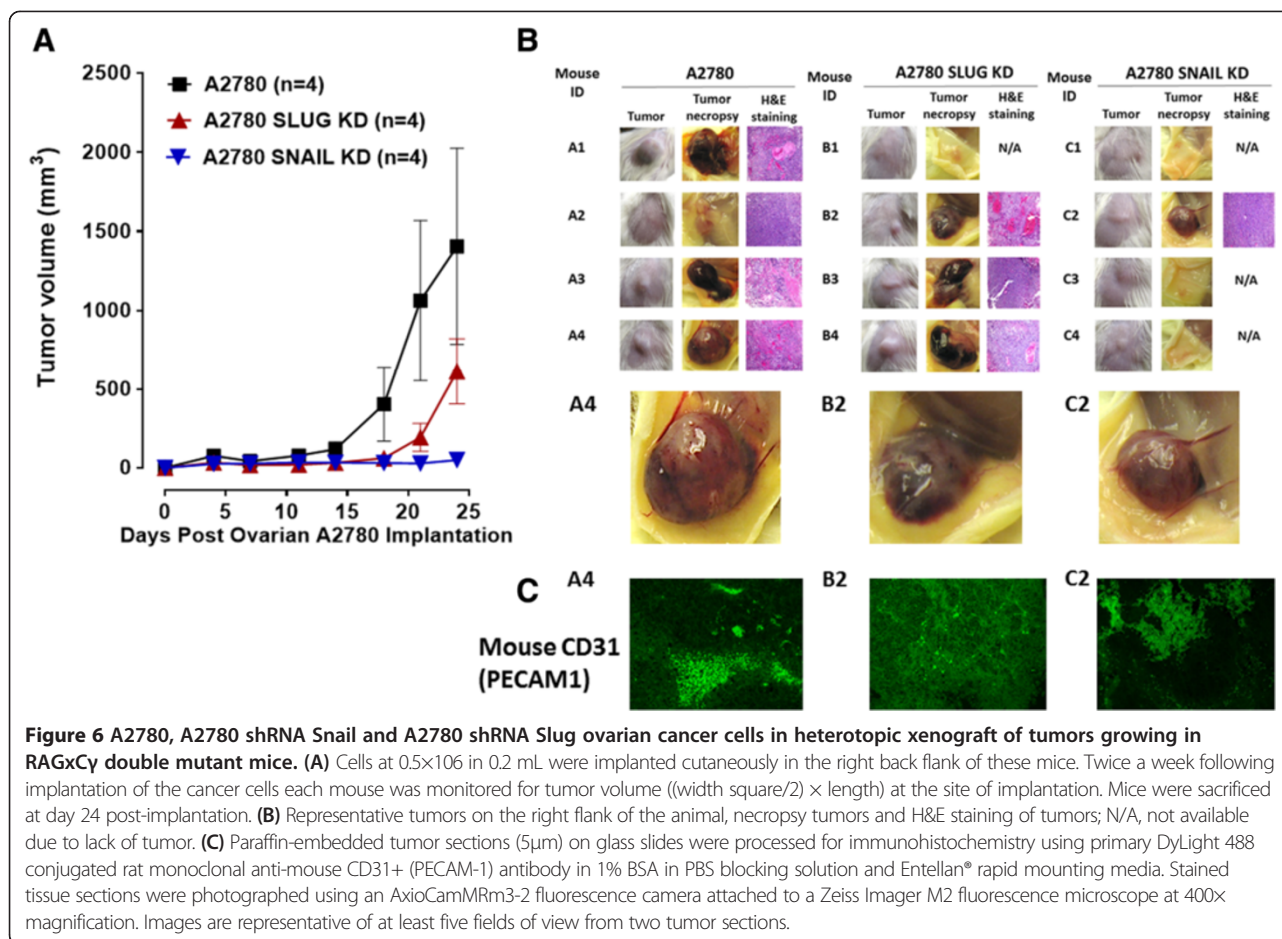 A
2500
2000
1500
1000
500
0
Tumor volume (mm³)
A2780 (n=4)
A2780 SLUG KD (n=4)
A2780 SNAIL KD (n=4)
0 5 10 15 20 25
Days Post Ovarian A2780 Implantation
B
Mouse ID A2780 Mouse ID A2780 SLUG KD Mouse ID A2780 SNAIL KD
Tumor Tumor necropsy H&E staining Tumor Tumor necropsy H&E staining Tumor Tumor necropsy H&E staining
A1 B1 N/A C1 N/A
A2 B2 C2
A3 B3 C3 N/A
A4 B4 C4 N/A
A4 B2 C2
C
A4 B2 C2
Mouse CD31
(PECAM1)
Figure 6 A2780, A2780 shRNA Snail and A2780 shRNA Slug ovarian cancer cells in heterotopic xenograft of tumors growing in
RAGxCγ double mutant mice. (A) Cells at 0.5×106 in 0.2 mL were implanted cutaneously in the right back flank of these mice. Twice a week following
implantation of the cancer cells each mouse was monitored for tumor volume ((width square/2) × length) at the site of implantation. Mice were sacrificed
at day 24 post-implantation. (B) Representative tumors on the right flank of the animal, necropsy tumors and H&E staining of tumors; N/A, not available
due to lack of tumor. (C) Paraffin-embedded tumor sections (5μm) on glass slides were processed for immunohistochemistry using primary DyLight 488
conjugated rat monoclonal anti-mouse CD31+ (PECAM-1) antibody in 1% BSA in PBS blocking solution and Entellan® rapid mounting media. Stained
tissue sections were photographed using an AxioCamMRm3-2 fluorescence camera attached to a Zeiss Imager M2 fluorescence microscope at 400×
magnification. Images are representative of at least five fields of view from two tumor sections.